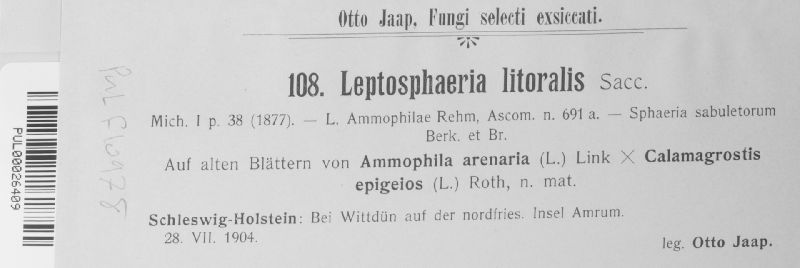 Otto Jaap, Fungi selecti exsiccati.
108. Leptosphaeria litoralis Sacc.
Mich. I p. 38 (1877). — L. Ammophilae Rehm, Ascom. n. 691 a. — Sphaeria sabuletorum
Berk. et Br.
Auf alten Blättern von Ammophila arenaria (L.) Link × Calamagrostis
epigeios (L.) Roth, n. mat.
Schleswig-Holstein: Bei Wittdün auf der nordfries. Insel Amrum.
28. VII. 1904.
leg. Otto Jaap.
PUL F16978
PUL00026409